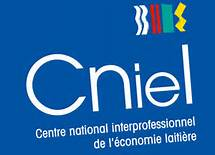 Cniel
Centre national interprofessionnel
de l'économie laitière